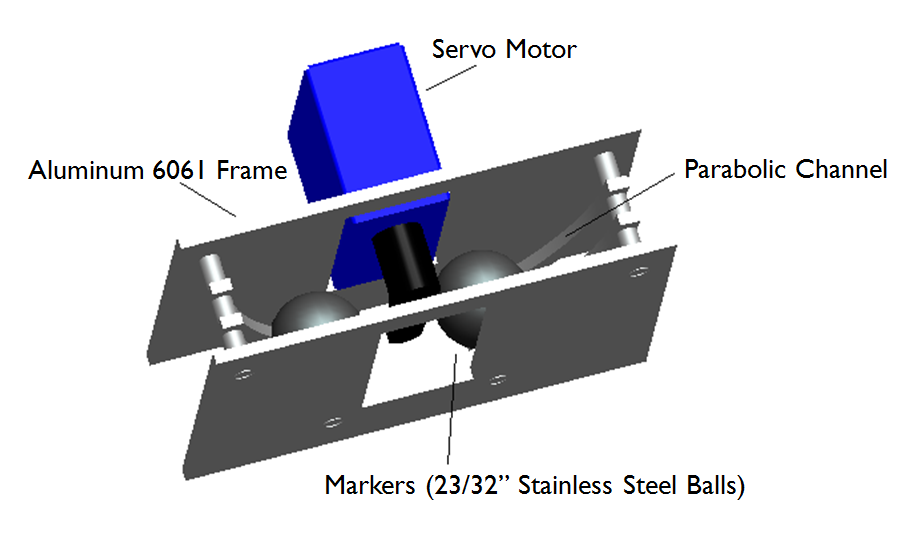 Servo Motor
Aluminum 6061 Frame
Parabolic Channel
Markers (23/32” Stainless Steel Balls)